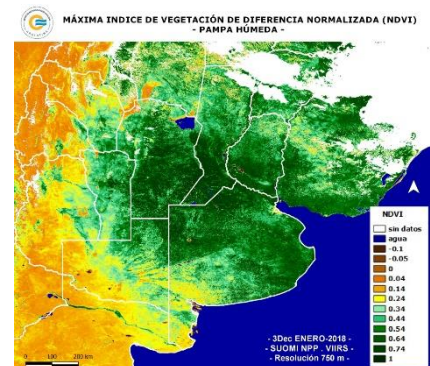 MÁXIMA INDICE DE VEGETACIÓN DE DIFERENCIA NORMALIZADA (NDVI)
- PAMPA HÚMEDA -
NDVI
sin datos
agua
-0.1
-0.05
0
0.04
0.14
0.24
0.34
0.44
0.54
0.64
0.74
1
- 3Dec ENERO-2018 -
- SUOMI NPP . VIIRS -
- Resolución 750 m -
0 100 200 km